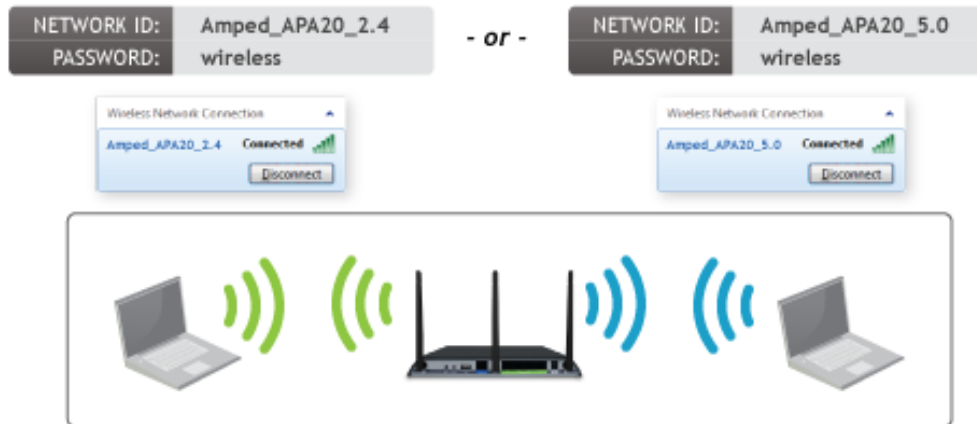 NETWORK ID: Amped_APA20_2.4
PASSWORD: wireless
- or -
NETWORK ID: Amped_APA20_5.0
PASSWORD: wireless
Wireless Network Connection
Amped_APA20_2.4 Connected
Disconnect
Wireless Network Connection
Amped_APA20_5.0 Connected
Disconnect